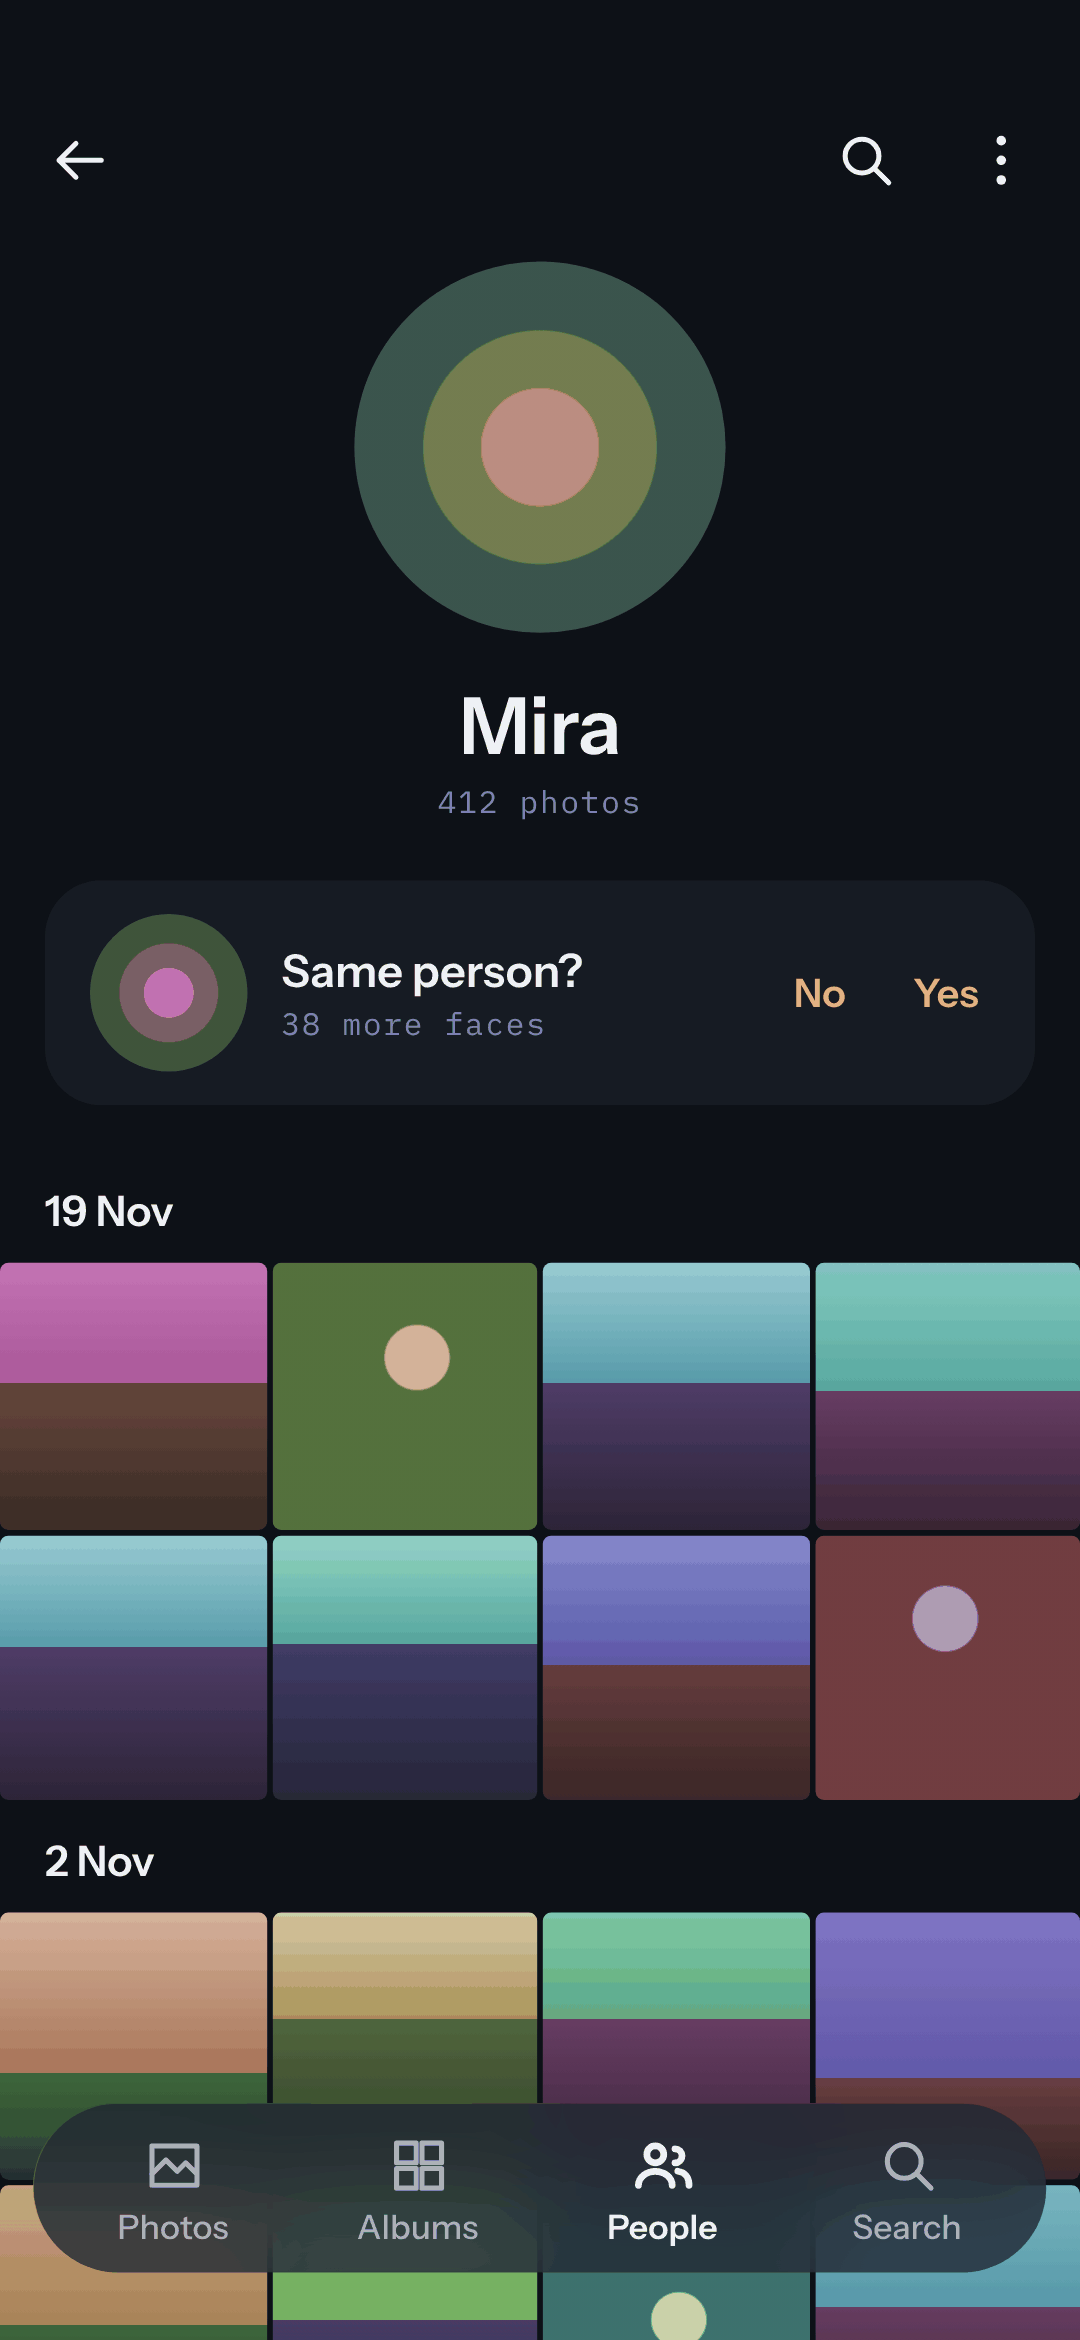 Mira
412 photos
Same person?
38 more faces
No
Yes
19 Nov
2 Nov
Photos
Albums
People
Search